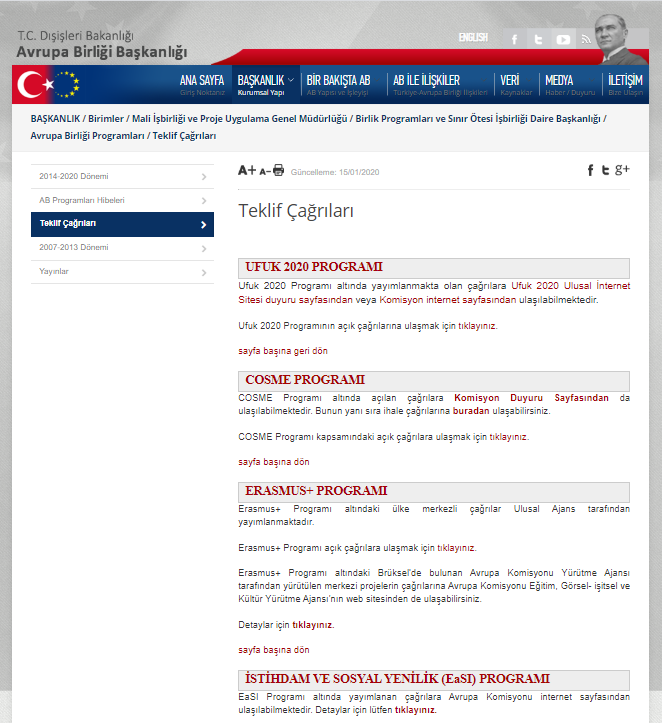 T.C. Dışişleri Bakanlığı
Avrupa Birliği Başkanlığı
ENGLISH
ANA SAYFA
Giriş Noktanız
BAŞKANLIK
Kurumsal Yapı
BİR BAKIŞTA AB
AB Yapısı ve İşleyişi
AB İLE İLİŞKİLER
Türkiye-Avrupa Birliği İlişkileri
VERİ
Kaynaklar
MEDYA
Haber / Duyuru
İLETİŞİM
Bize Ulaşın
BAŞKANLIK / Birimler / Mali İşbirliği ve Proje Uygulama Genel Müdürlüğü / Birlik Programları ve Sınır Ötesi İşbirliği Daire Başkanlığı /
Avrupa Birliği Programları / Teklif Çağrıları
2014-2020 Dönemi
AB Programları Hibeleri
Teklif Çağrıları
2007-2013 Dönemi
Yayınlar
A+ A- Güncelleme: 15/01/2020
Teklif Çağrıları
UFUK 2020 PROGRAMI
Ufuk 2020 Programı altında yayımlanmakta olan çağrılara Ufuk 2020 Ulusal İnternet
Sitesi duyuru sayfasından veya Komisyon internet sayfasından ulaşılabilmektedir.
Ufuk 2020 Programının açık çağrılarına ulaşmak için tıklayınız.
sayfa başına geri dön
COSME PROGRAMI
COSME Programı altında açılan çağrılara Komisyon Duyuru Sayfasından da
ulaşılabilmektedir. Bunun yanı sıra ihale çağrılarına buradan ulaşabilirsiniz.
COSME Programı kapsamındaki açık çağrılara ulaşmak için tıklayınız.
sayfa başına dön
ERASMUS+ PROGRAMI
Erasmus+ Programı altındaki ülke merkezli çağrılar Ulusal Ajans tarafından
yayımlanmaktadır.
Erasmus+ Programı açık çağrılara ulaşmak için tıklayınız.
Erasmus+ Programı altındaki Brüksel'de bulunan Avrupa Komisyonu Yürütme Ajansı
tarafından yürütülen merkezi projelerin çağrılarına Avrupa Komisyonu Eğitim, Görsel- işitsel ve
Kültür Yürütme Ajansı'nın web sitesinden de ulaşabilirsiniz.
Detaylar için tıklayınız.
sayfa başına dön
İSTİHDAM VE SOSYAL YENİLİK (EaSI) PROGRAMI
EaSI Programı altında yayımlanan çağrılara Avrupa Komisyonu internet sayfasından
ulaşılabilmektedir. Detaylar için lütfen tıklayınız.